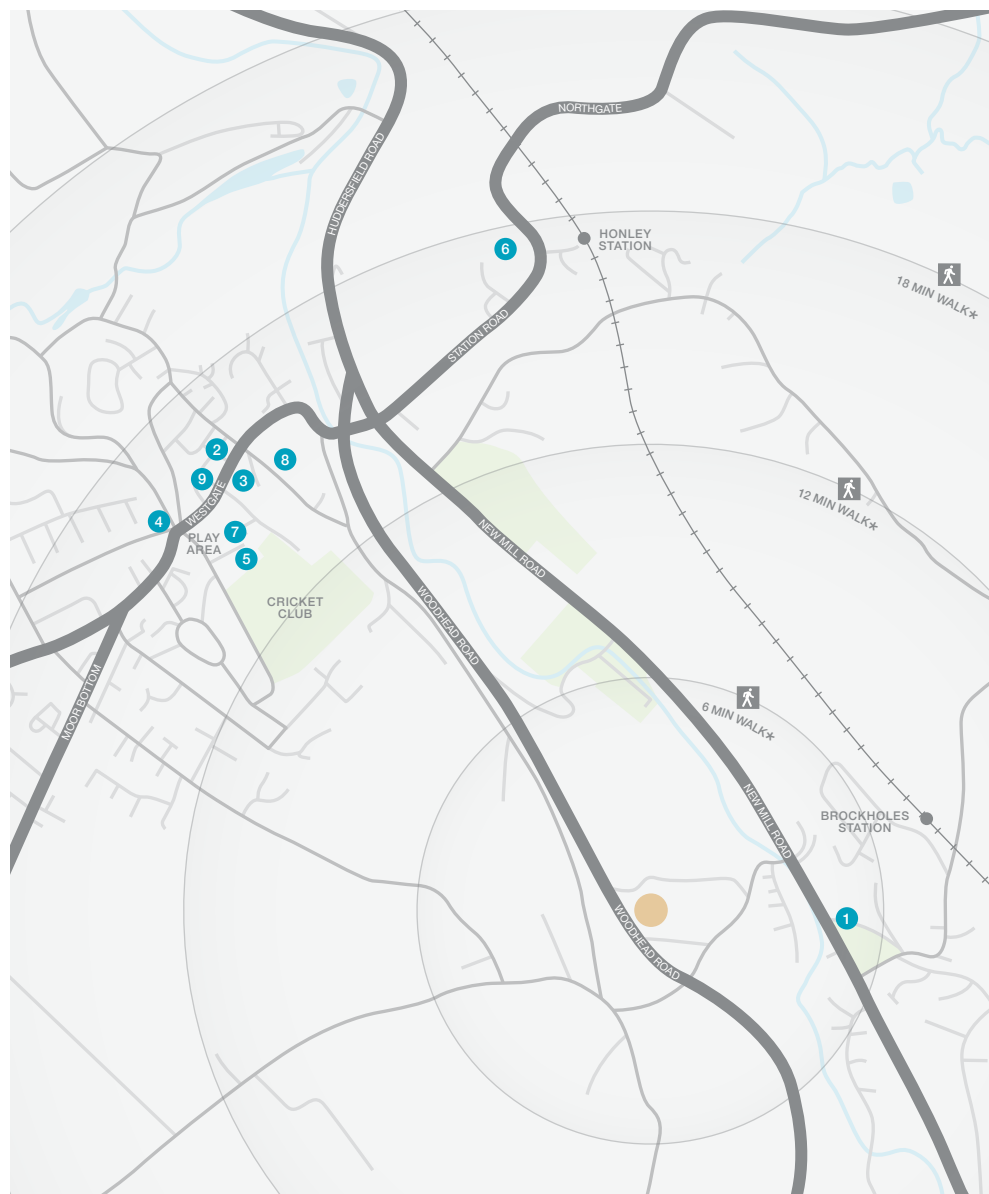 NORTHGATE
HUDDERSFIELD ROAD
6
HONLEY
STATION
18 MIN WALK*
STATION ROAD
2
8
9
3
WESTGATE
4
7
PLAY
AREA
5
12 MIN WALK*
NEW MILL ROAD
CRICKET
CLUB
WOODHEAD ROAD
MOOR BOTTOM
6 MIN WALK*
NEW MILL ROAD
BROCKHOLES
STATION
1
WOODHEAD ROAD